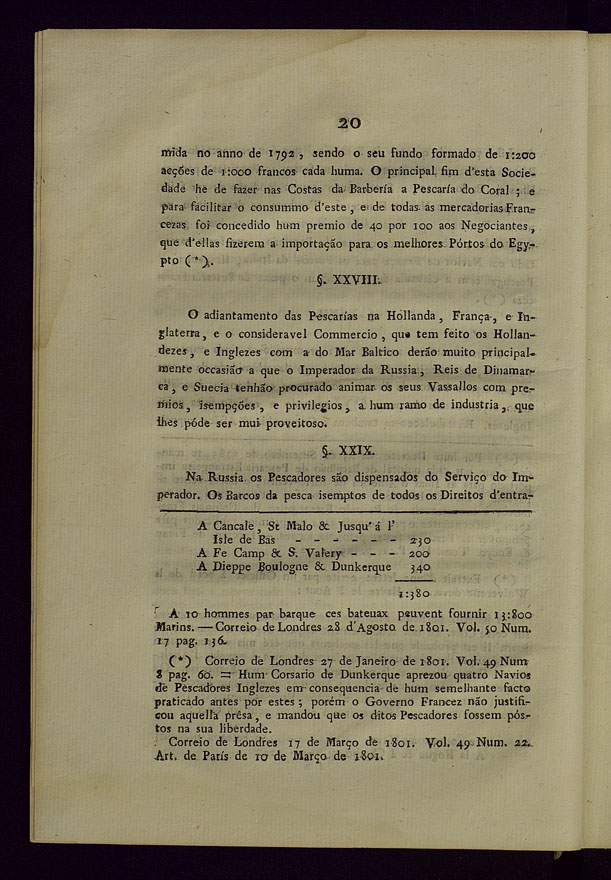 20
mida no anno de 1792, sendo o seu fundo formado de 1:200
acções de 1:000 francos cada huma. O principal fim d'esta Socie-
dade he de fazer nas Costas da Barbería a Pescaría do Coral; e
para facilitar o consummo d'este, e de todas as mercadorias Fran-
cezas foi concedido hum premio de 40 por 100 aos Negociantes,
que d'ellas fizerem a importação para os melhores Pórtos do Egy-
pto (*).
§. XXVIII.
O adiantamento das Pescarías na Hollanda, França, e In-
glaterra, e o consideravel Commercio, que tem feito os Hollan-
dezes, e Inglezes com a do Mar Baltico derão muito principal-
mente occasião a que o Imperador da Russia, Reis de Dinamar-
ca, e Suecia tenhão procurado animar os seus Vassallos com pre-
mios, isempções, e privilegios, a hum ramo de industria, que
lhes póde ser mui proveitoso.
§. XXIX.
Na Russia os Pescadores são dispensados do Serviço do Im-
perador. Os Barcos da pesca isemptos de todos os Direitos d'entra-
A Cancale, St Malo & Jusqu'á l'
Isle de Bas - - - - - - 230
A Fe Camp & S. Valery - - - 200
A Dieppe Boulogne & Dunkerque 340
1:380
A 10 hommes par barque ces bateuax peuvent fournir 13:800
Marins. — Correio de Londres 28 d'Agosto de 1801. Vol. 50 Num.
17 pag. 136.
(*) Correio de Londres 27 de Janeiro de 1801. Vol. 49 Num
8 pag. 60. = Hum Corsario de Dunkerque aprezou quatro Navios
de Pescadores Inglezes em consequencia de hum semelhante facto
praticado antes por estes; porém o Governo Francez não justifi-
cou aquella prêsa, e mandou que os ditos Pescadores fossem pós-
tos na sua liberdade.
Correio de Londres 17 de Março de 1801. Vol. 49 Num. 22.
Art. de París de 10 de Março de 1801.